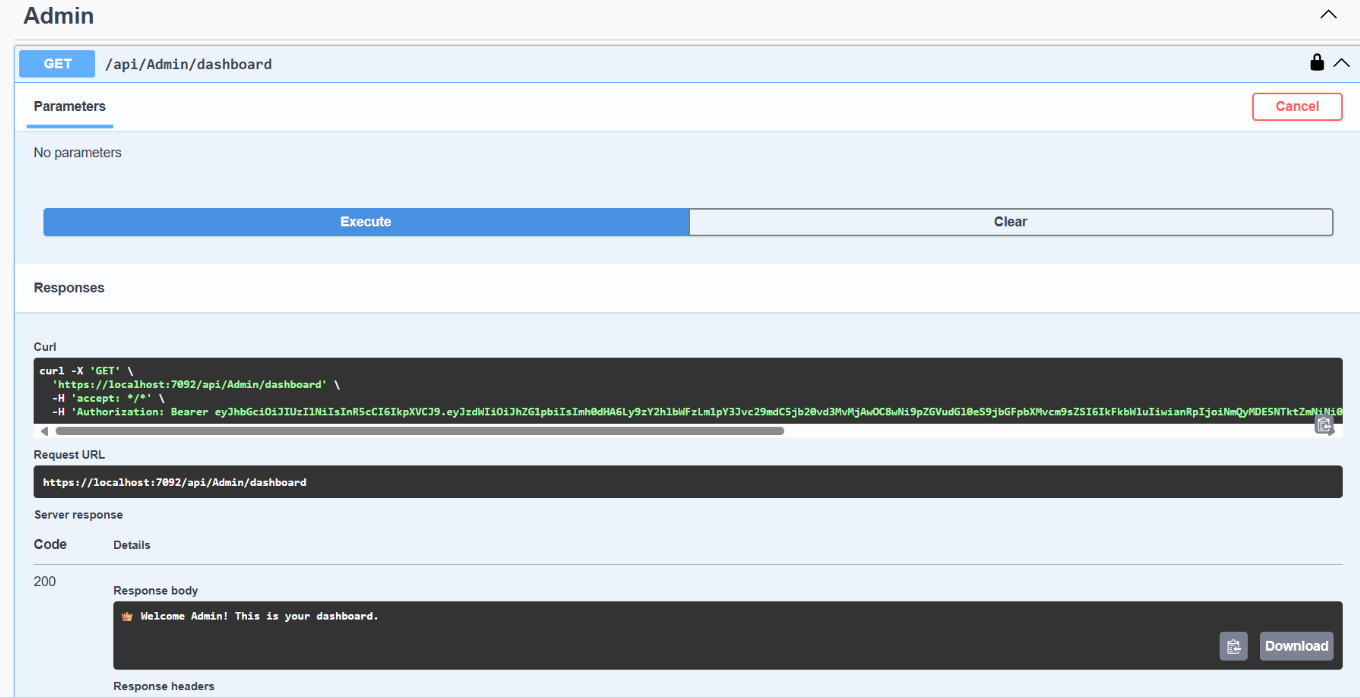 Admin
GET /api/Admin/dashboard
Parameters
Cancel
No parameters
Execute
Clear
Responses
Curl
curl -X 'GET' \
'https://localhost:7092/api/Admin/dashboard' \
-H 'accept: */*' \
-H 'Authorization: Bearer
Request URL
https://localhost:7092/api/Admin/dashboard
Server response
Code Details
200
Response body
👑 Welcome Admin! This is your dashboard.
Download
Response headers